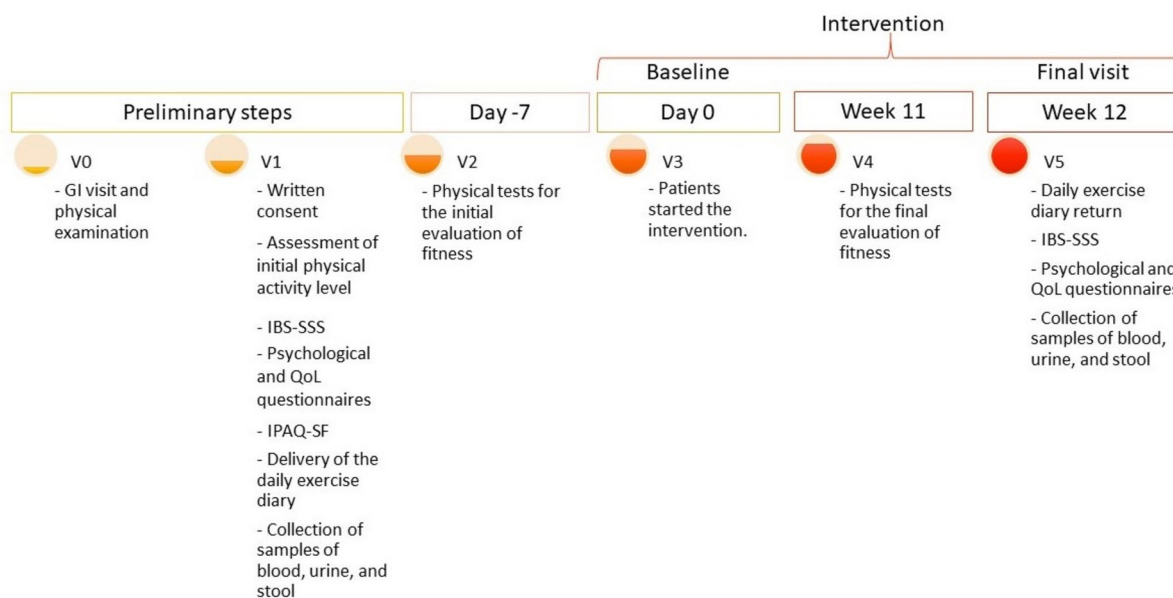 Intervention
Baseline
Final visit
Preliminary steps
Day -7
Day 0
Week 11
Week 12
V0
- GI visit and
physical
examination
V1
- Written
consent
- Assessment of
initial physical
activity level
- IBS-SSS
- Psychological
and QoL
questionnaires
- IPAQ-SF
- Delivery of the
daily exercise
diary
- Collection of
samples of
blood, urine, and
stool
V2
- Physical tests for
the initial
evaluation of
fitness
V3
- Patients
started the
intervention.
V4
- Physical tests
for the final
evaluation of
fitness
V5
- Daily exercise
diary return
- IBS-SSS
- Psychological and
QoL questionnaires
- Collection of
samples of blood,
urine, and stool